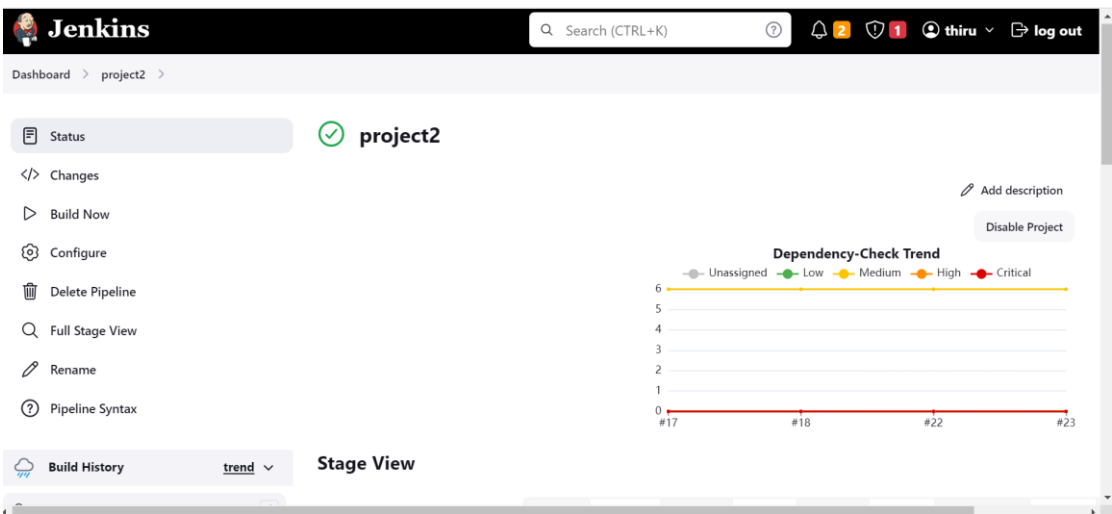 Jenkins
Search (CTRL+K)
2
1
thiru
log out
Dashboard > project2 >
Status
Changes
Build Now
Configure
Delete Pipeline
Full Stage View
Rename
Pipeline Syntax
Build History
trend
project2
Add description
Disable Project
Dependency-Check Trend
Unassigned Low Medium High Critical
6
5
4
3
2
1
0
#17 #18 #22 #23
Stage View